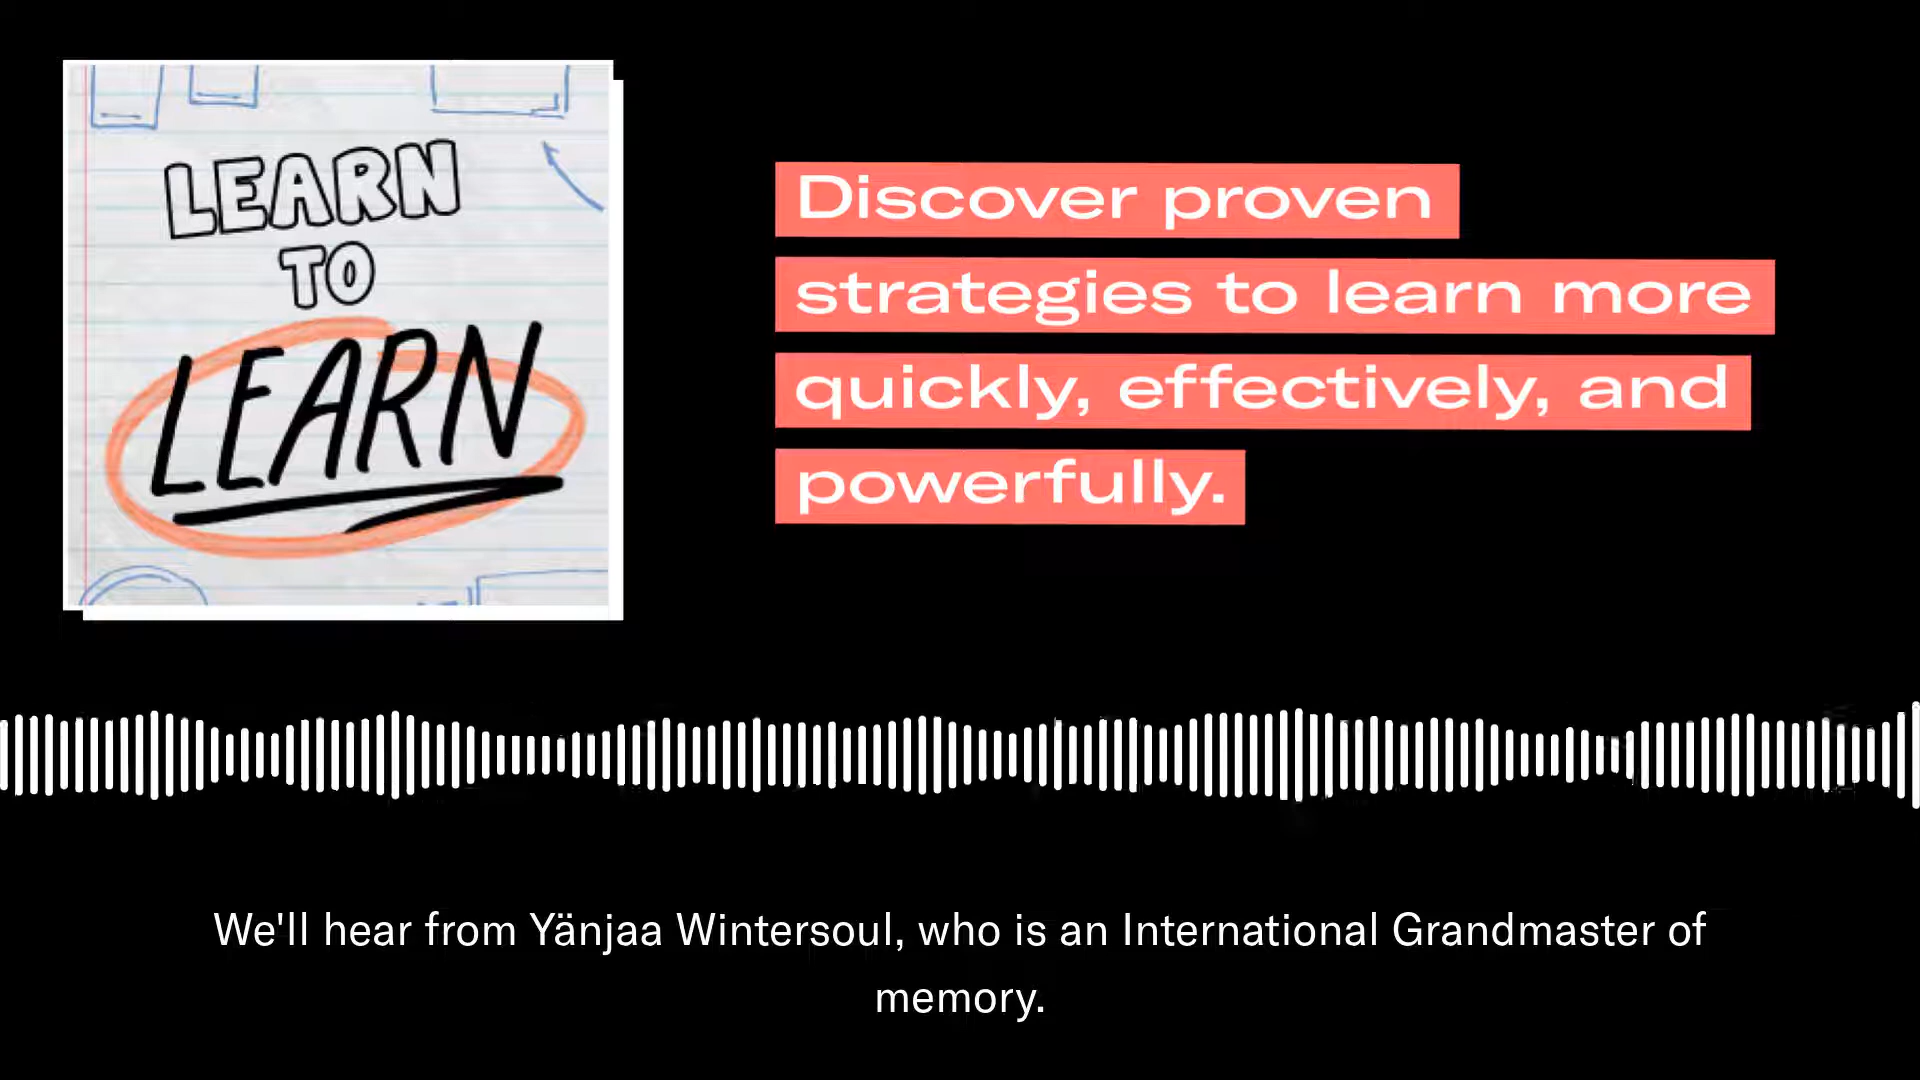 LEARN
TO
LEARN
Discover proven
strategies to learn more
quickly, effectively, and
powerfully.
We'll hear from Yänjaa Wintersoul, who is an International Grandmaster of
memory.